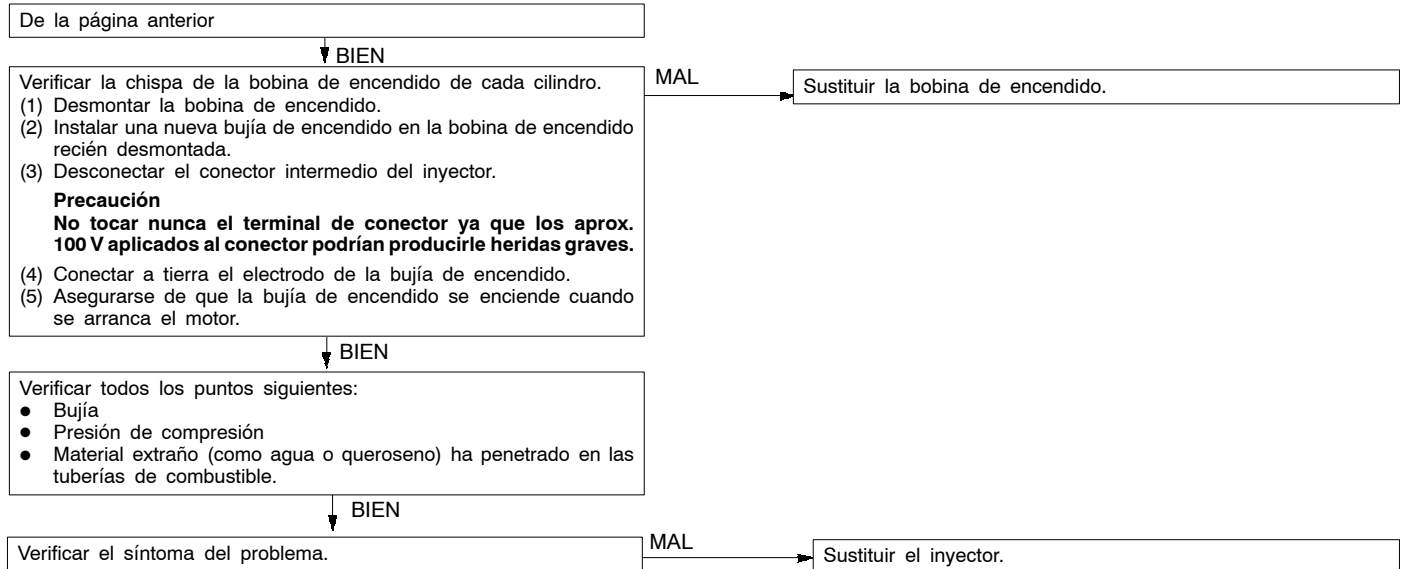 De la página anterior
BIEN
Verificar la chispa de la bobina de encendido de cada cilindro.
(1) Desmontar la bobina de encendido.
(2) Instalar una nueva bujía de encendido en la bobina de encendido
recién desmontada.
(3) Desconectar el conector intermedio del inyector.
Precaución
No tocar nunca el terminal de conector ya que los aprox.
100 V aplicados al conector podrían producirle heridas graves.
(4) Conectar a tierra el electrodo de la bujía de encendido.
(5) Asegurarse de que la bujía de encendido se enciende cuando
se arranca el motor.
MAL
Sustituir la bobina de encendido.
BIEN
Verificar todos los puntos siguientes:
● Bujía
● Presión de compresión
● Material extraño (como agua o queroseno) ha penetrado en las
tuberías de combustible.
BIEN
Verificar el síntoma del problema.
MAL
Sustituir el inyector.